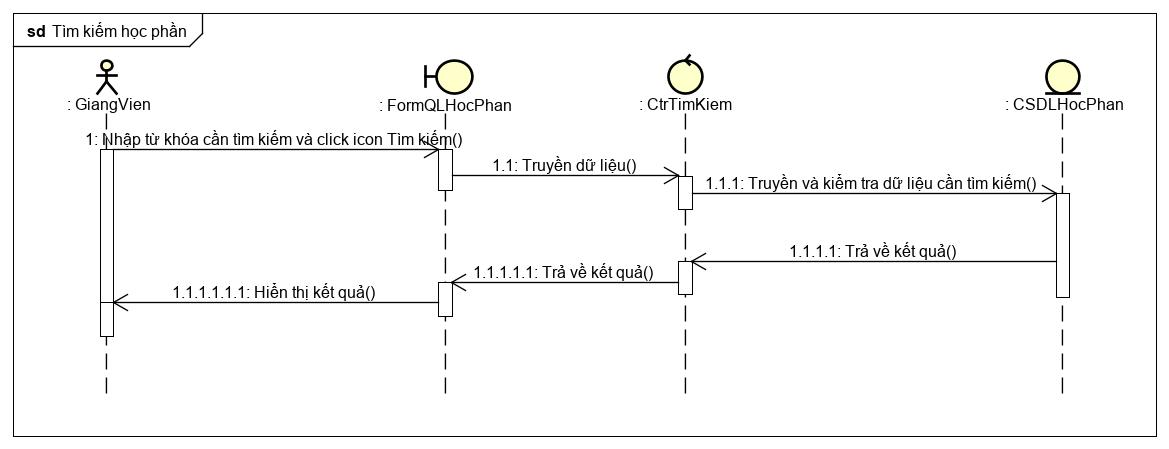 sd Tìm kiếm học phần
: GiangVien
: FormQLHocPhan
: CtrTimKiem
: CSDLHocPhan
1: Nhập từ khóa cần tìm kiếm và click icon Tìm kiếm()
1.1: Truyền dữ liệu()
1.1.1: Truyền và kiểm tra dữ liệu cần tìm kiếm()
1.1.1.1: Trả về kết quả()
1.1.1.1.1: Trả về kết quả()
1.1.1.1.1.1: Hiển thị kết quả()